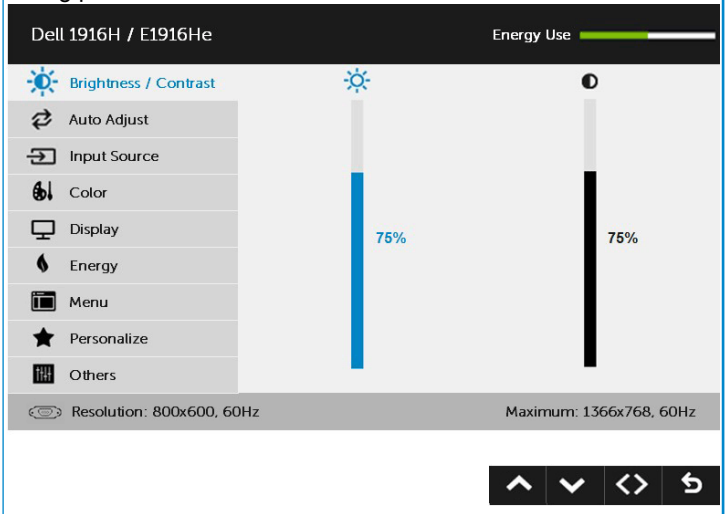 Dell 1916H / E1916He
Energy Use
Brightness / Contrast
Auto Adjust
Input Source
Color
Display
75%
75%
Energy
Menu
Personalize
Others
Resolution: 800x600, 60Hz
Maximum: 1366x768, 60Hz